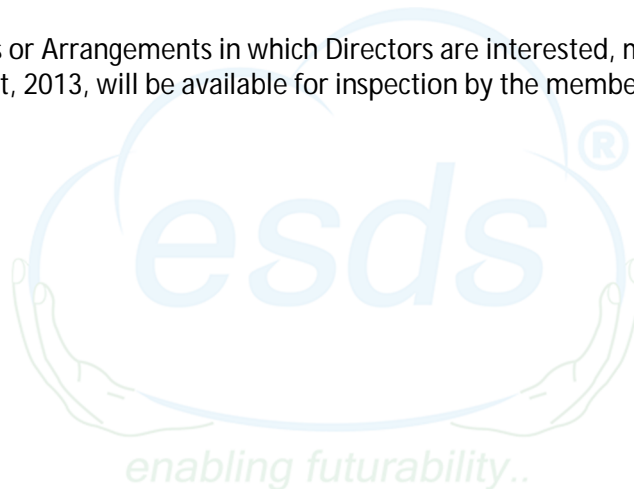 s or Arrangements in which Directors are interested,
t, 2013, will be available for inspection by the membe
®
esds
enabling futurability..